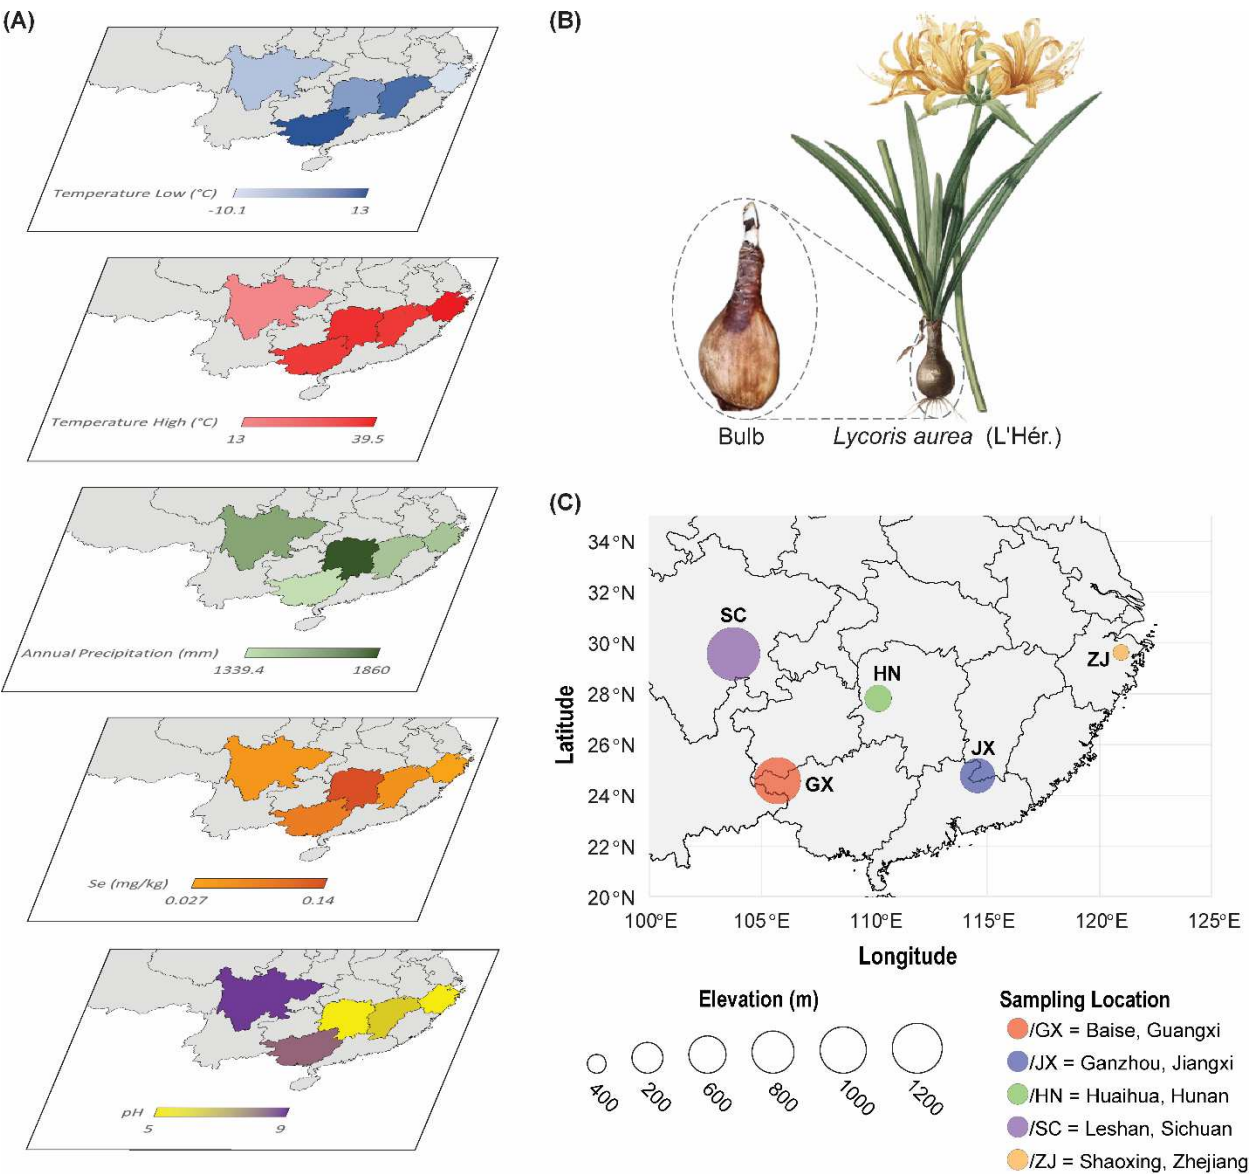 (A)
Temperature Low (°C)
-10.1 13
Temperature High (°C)
13 39.5
Annual Precipitation (mm)
1339.4 1860
Se (mg/kg)
0.027 0.14
pH
5 9
(B)
Bulb
Lycoris aurea (L'Hér.)
(C)
Latitude
34°N
32°N
30°N
28°N
26°N
24°N
22°N
20°N
SC
HN
ZJ
JX
GX
100°E 105°E 110°E 115°E 120°E 125°E
Longitude
Elevation (m)
400 200 600 800 1000 1200
Sampling Location
/GX = Baise, Guangxi
/JX = Ganzhou, Jiangxi
/HN = Huaihua, Hunan
/SC = Leshan, Sichuan
/ZJ = Shaoxing, Zhejiang